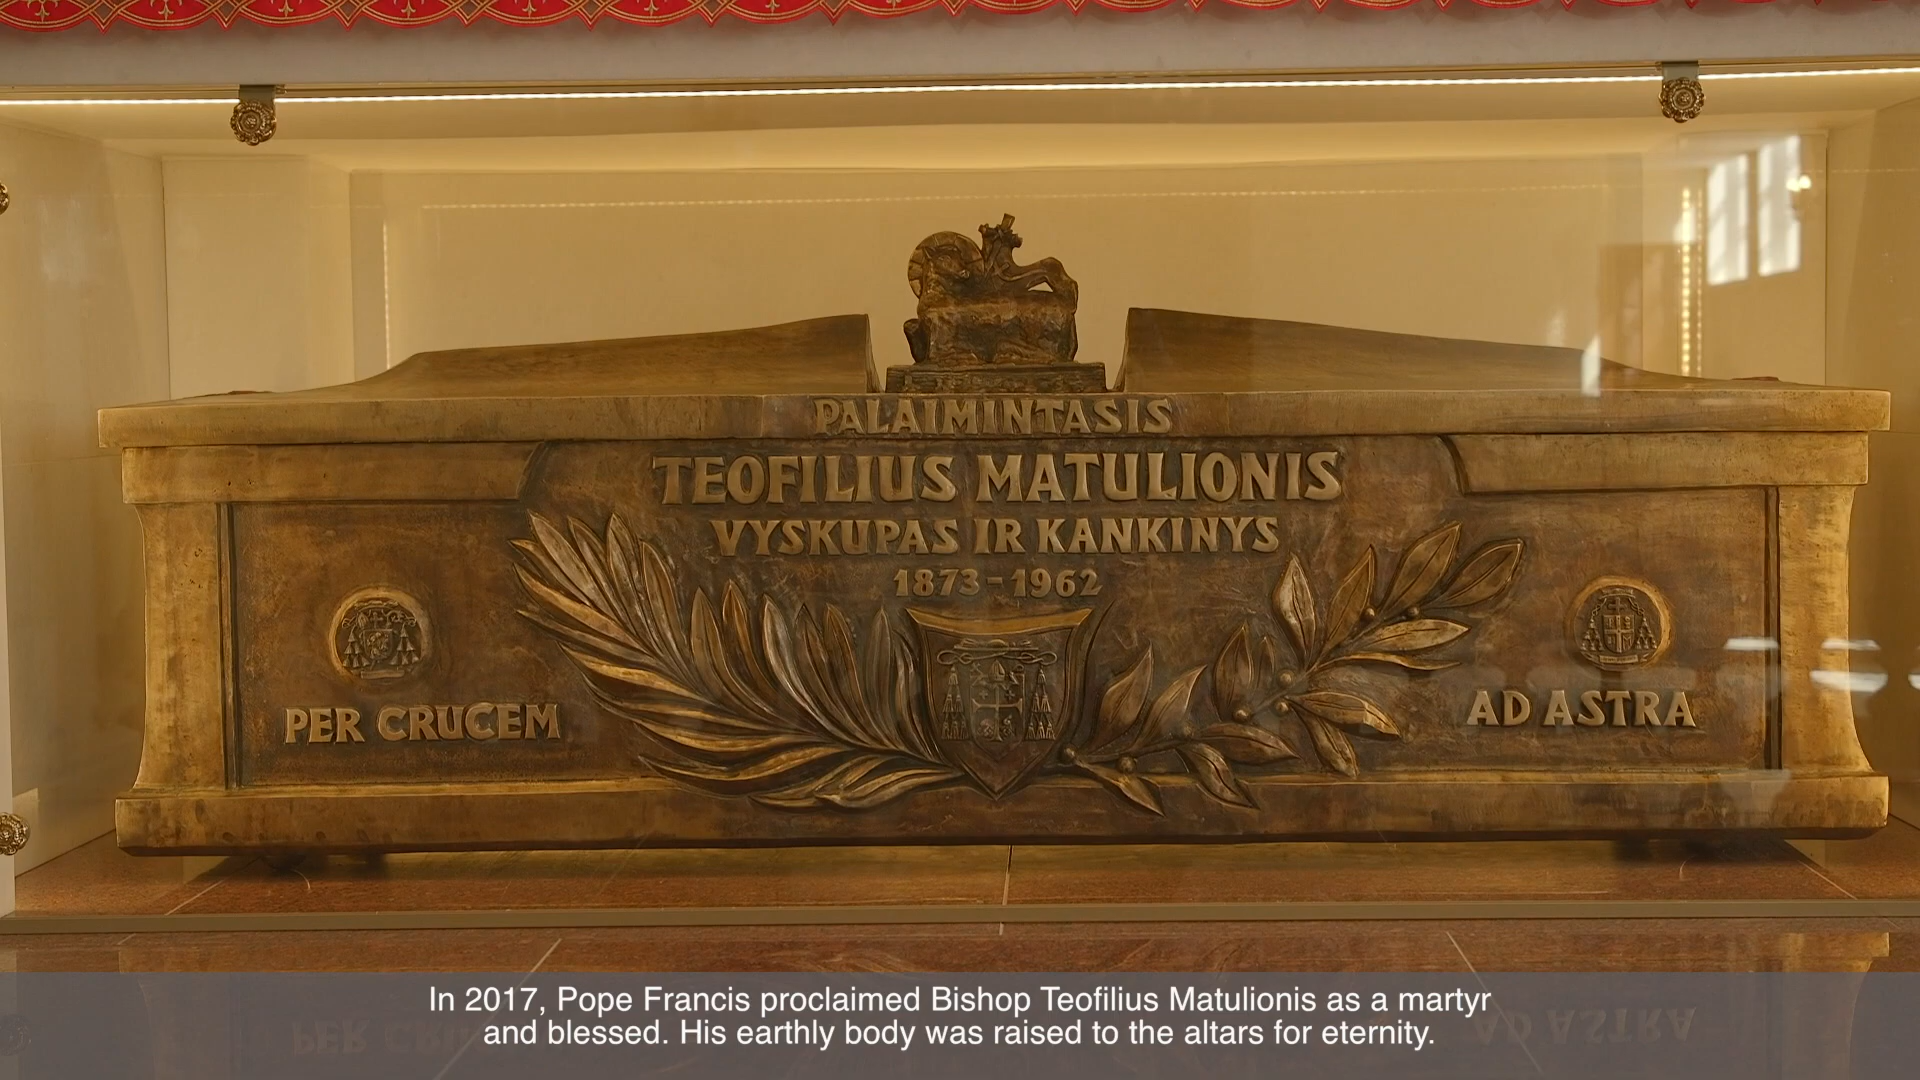 PALAIMINTASIS
TEOFILIUS MATULIONIS
VYSKUPAS IR KANKINYS
1873-1962
PER CRUCEM
AD ASTRA
In 2017, Pope Francis proclaimed Bishop Teofilius Matulionis as a martyr
and blessed. His earthly body was raised to the altars for eternity.